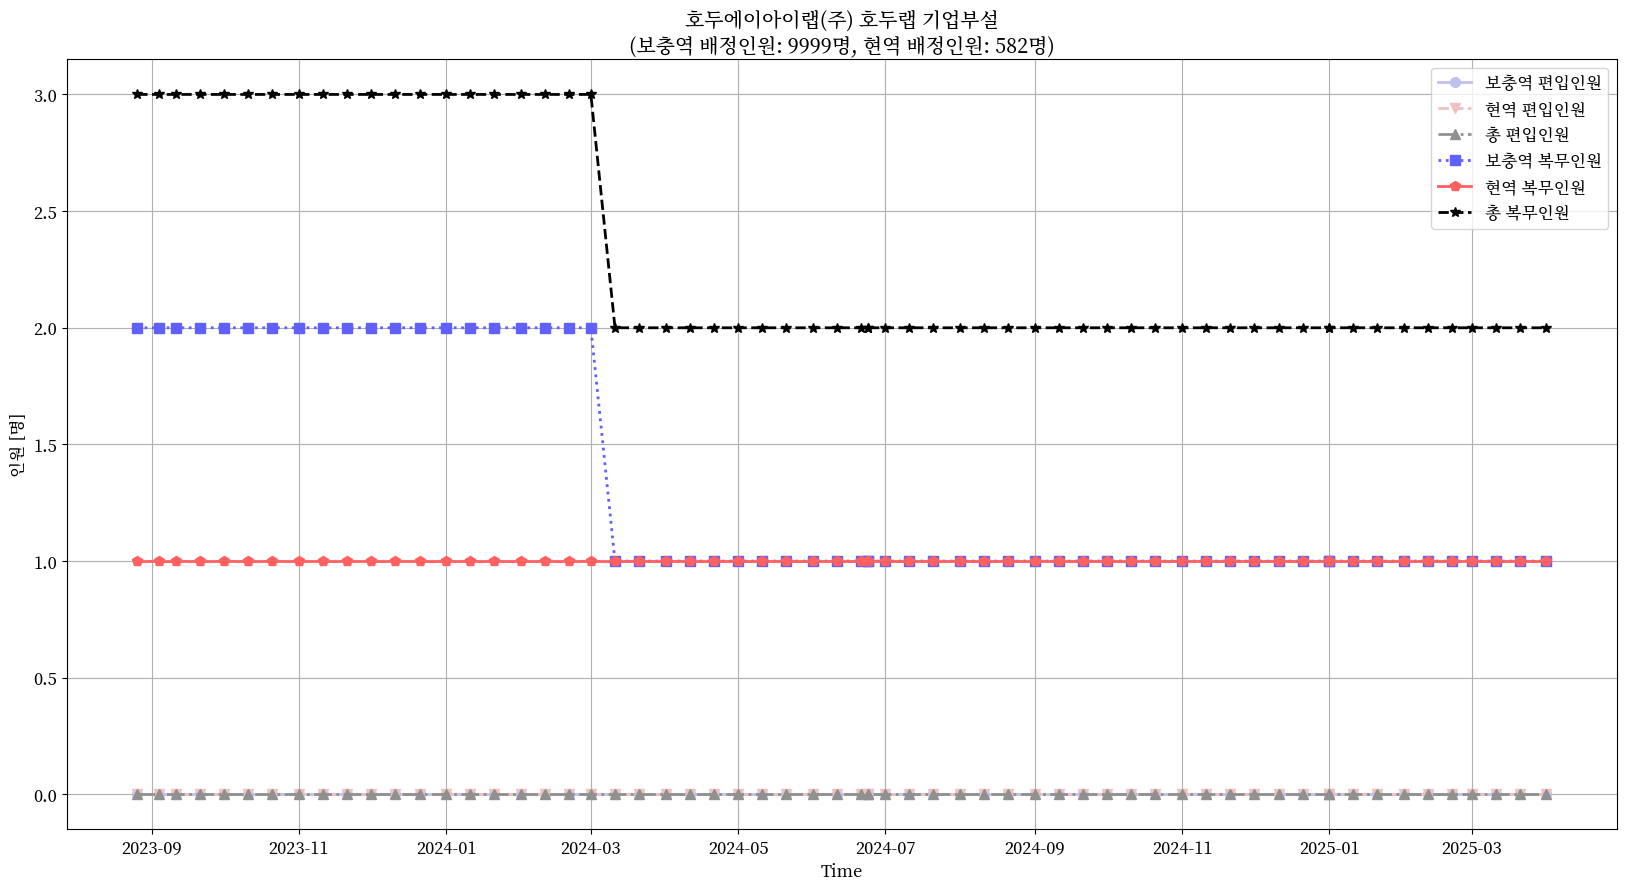 호두에이아이랩(주) 호두랩 기업부설
(보충역 배정인원: 9999명, 현역 배정인원: 582명)
보충역 편입인원
현역 편입인원
총 편입인원
보충역 복무인원
현역 복무인원
총 복무인원
인원 [명]
3.0
2.5
2.0
1.5
1.0
0.5
0.0
2023-09 2023-11 2024-01 2024-03 2024-05 2024-07 2024-09 2024-11 2025-01 2025-03
Time